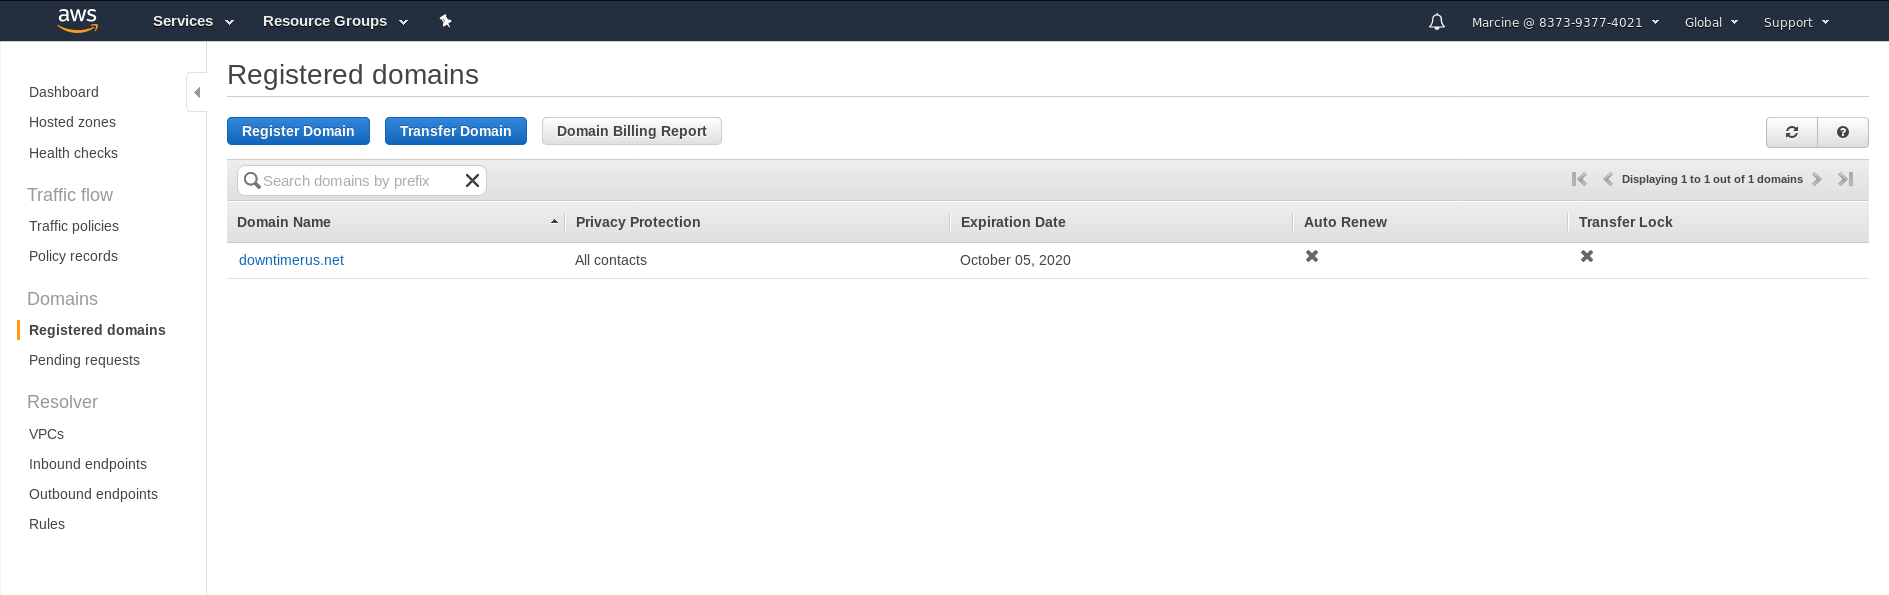 aws Services Resource Groups Marcine @ 8373-9377-4021 Global Support
Registered domains
Dashboard
Hosted zones
Health checks
Traffic flow
Traffic policies
Policy records
Domains
Registered domains
Pending requests
Resolver
VPCs
Inbound endpoints
Outbound endpoints
Rules
Register Domain Transfer Domain Domain Billing Report
Search domains by prefix Displaying 1 to 1 out of 1 domains
Domain Name Privacy Protection Expiration Date Auto Renew Transfer Lock
downtimerus.net All contacts October 05, 2020